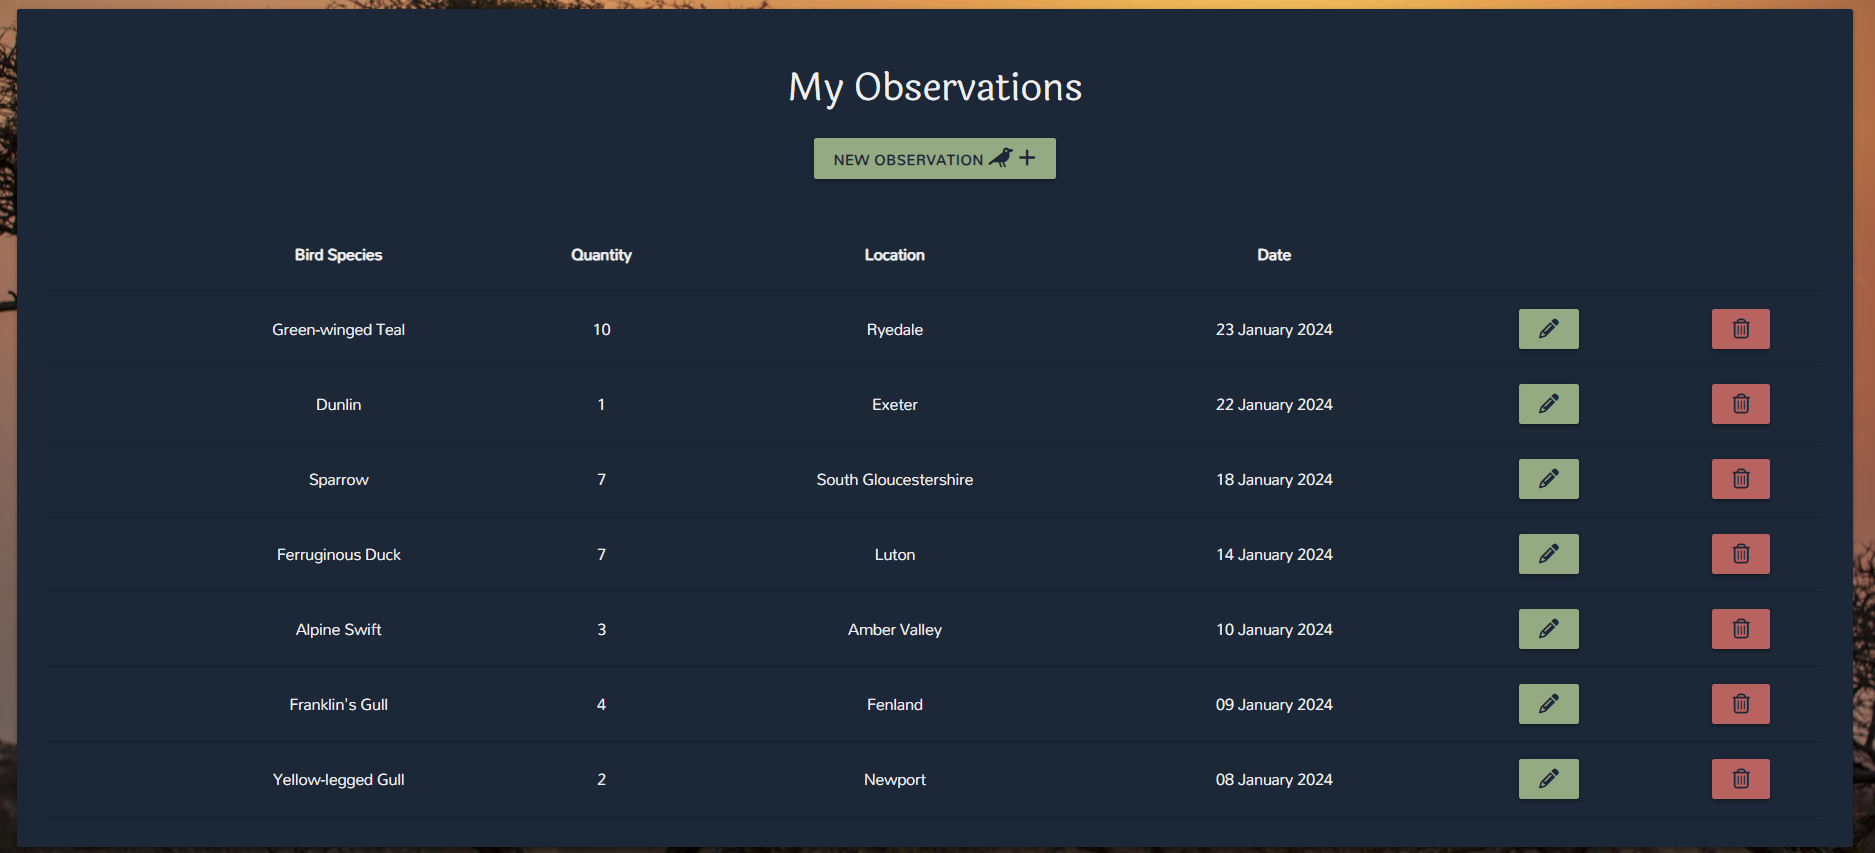 My Observations
NEW OBSERVATION
Bird Species Quantity Location Date
Green-winged Teal 10 Ryedale 23 January 2024
Dunlin 1 Exeter 22 January 2024
Sparrow 7 South Gloucestershire 18 January 2024
Ferruginous Duck 7 Luton 14 January 2024
Alpine Swift 3 Amber Valley 10 January 2024
Franklin's Gull 4 Fenland 09 January 2024
Yellow-legged Gull 2 Newport 08 January 2024